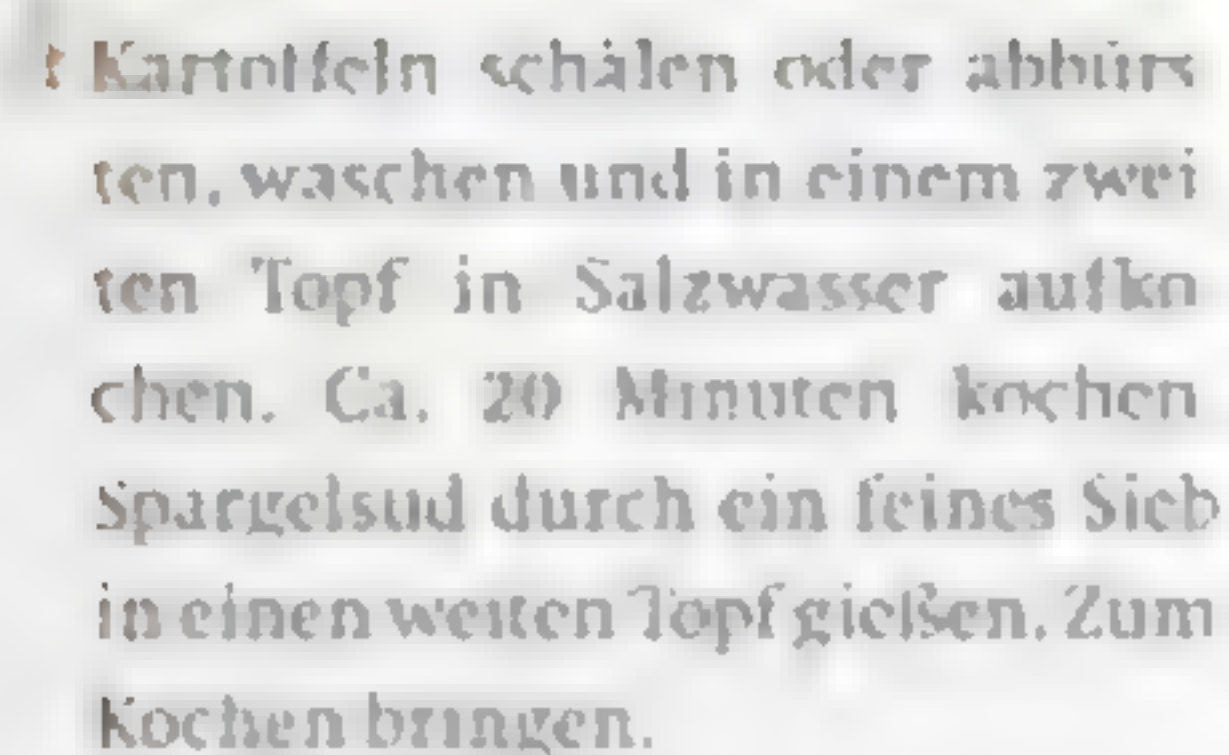 Kartoffeln schälen oder abbürs
ten, waschen und in einem zwei
ten Topf in Salzwasser aufko
chen. Ca. 20 Minuten kochen
Spargelsud durch ein feines Sieb
in einen weiten Topf gießen. Zum
Kochen bringen.